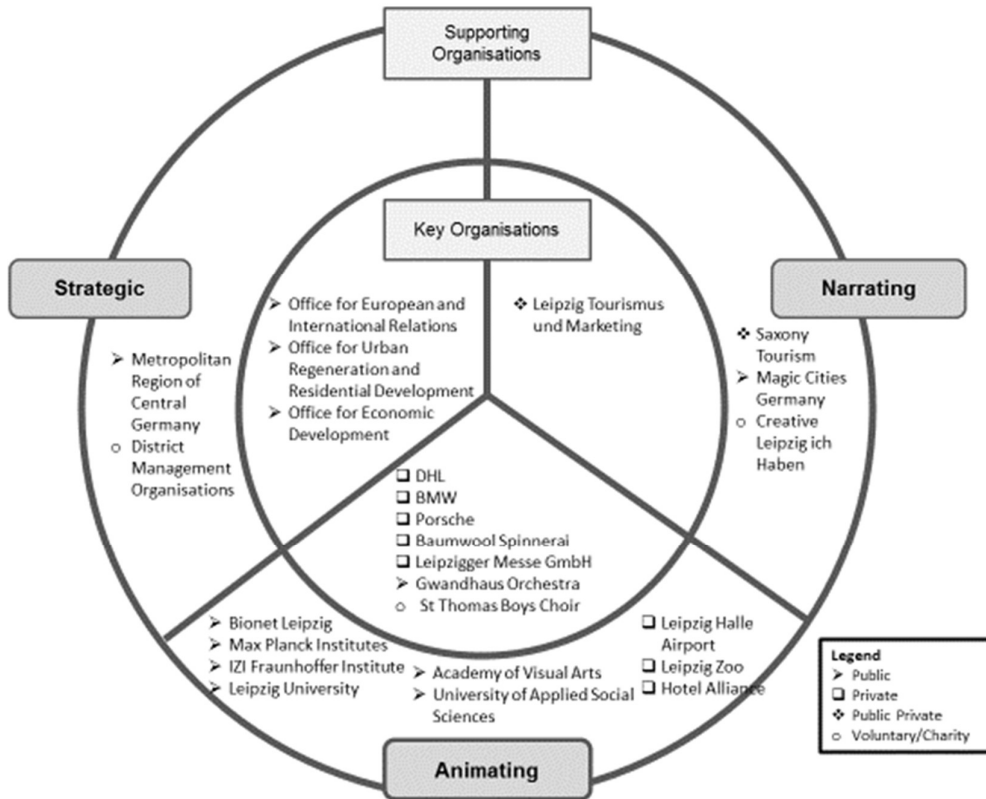 Supporting
Organisations
Key Organisations
Strategic
Narrating
➢ Office for European and
International Relations
➢ Office for Urban
Regeneration and
Residential Development
➢ Office for Economic
Development
❖ Leipzig Tourismus
und Marketing
➢ Metropolitan
Region of
Central
Germany
○ District
Management
Organisations
❖ Saxony
Tourism
➢ Magic Cities
Germany
○ Creative
Leipzig ich
Haben
❑ DHL
❑ BMW
❑ Porsche
❑ Baumwool Spinnerai
❑ Leipzigger Messe GmbH
➢ Gwandhaus Orchestra
○ St Thomas Boys Choir
➢ Bionet Leipzig
➢ Max Planck Institutes
➢ IZI Fraunhoffer Institute
➢ Leipzig University
➢ Academy of Visual Arts
➢ University of Applied Social
Sciences
❑ Leipzig Halle
Airport
❑ Leipzig Zoo
❑ Hotel Alliance
Animating
Legend
➢ Public
❑ Private
❖ Public Private
○ Voluntary/Charity